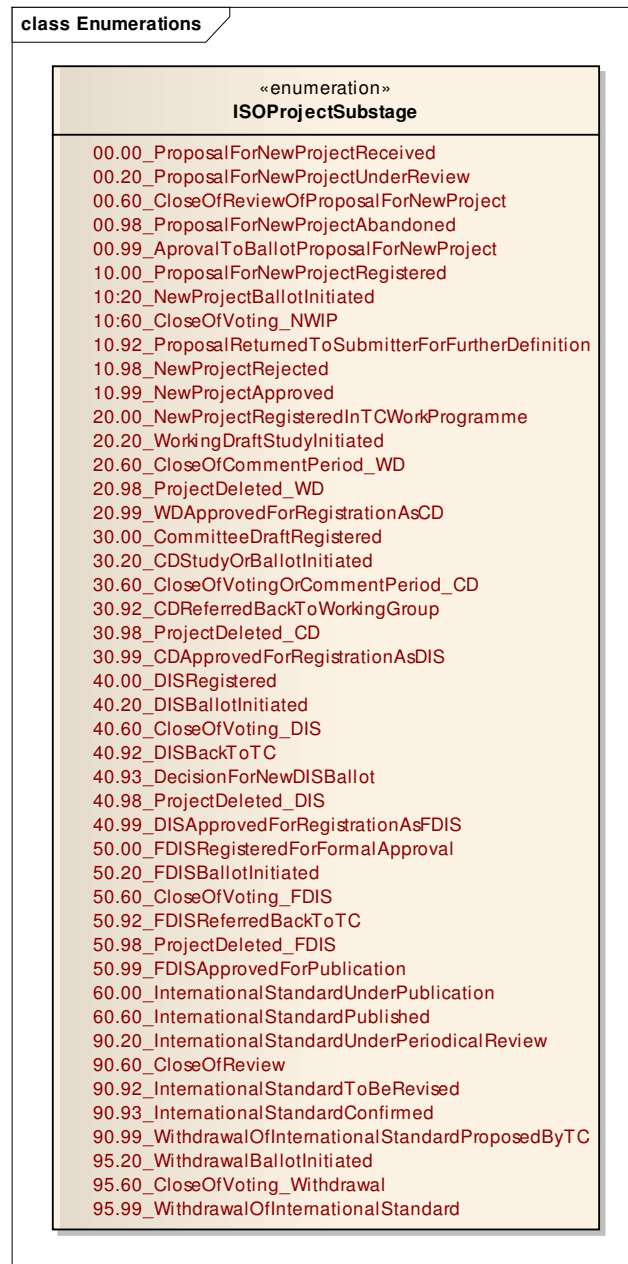 class Enumerations
«enumeration»
ISOProjectSubstage
00.00_ProposalForNewProjectReceived
00.20_ProposalForNewProjectUnderReview
00.60_CloseOfReviewOfProposalForNewProject
00.98_ProposalForNewProjectAbandoned
00.99_AprovalToBallotProposalForNewProject
10.00_ProposalForNewProjectRegistered
10:20_NewProjectBallotInitiated
10:60_CloseOfVoting_NWIP
10.92_ProposalReturnedToSubmitterForFurtherDefinition
10.98_NewProjectRejected
10.99_NewProjectApproved
20.00_NewProjectRegisteredInTCWorkProgramme
20.20_WorkingDraftStudyInitiated
20.60_CloseOfCommentPeriod_WD
20.98_ProjectDeleted_WD
20.99_WDApprovedForRegistrationAsCD
30.00_CommitteeDraftRegistered
30.20_CDStudyOrBallotInitiated
30.60_CloseOfVotingOrCommentPeriod_CD
30.92_CDReferredBackToWorkingGroup
30.98_ProjectDeleted_CD
30.99_CDApprovedForRegistrationAsDIS
40.00_DISRegistered
40.20_DISBallotInitiated
40.60_CloseOfVoting_DIS
40.92_DISBackToTC
40.93_DecisionForNewDISBallot
40.98_ProjectDeleted_DIS
40.99_DISApprovedForRegistrationAsFDIS
50.00_FDISRegisteredForFormalApproval
50.20_FDISBallotInitiated
50.60_CloseOfVoting_FDIS
50.92_FDISReferredBackToTC
50.98_ProjectDeleted_FDIS
50.99_FDISApprovedForPublication
60.00_InternationalStandardUnderPublication
60.60_InternationalStandardPublished
90.20_InternationalStandardUnderPeriodicalReview
90.60_CloseOfReview
90.92_InternationalStandardToBeRevised
90.93_InternationalStandardConfirmed
90.99_WithdrawalOfInternationalStandardProposedByTC
95.20_WithdrawalBallotInitiated
95.60_CloseOfVoting_Withdrawal
95.99_WithdrawalOfInternationalStandard